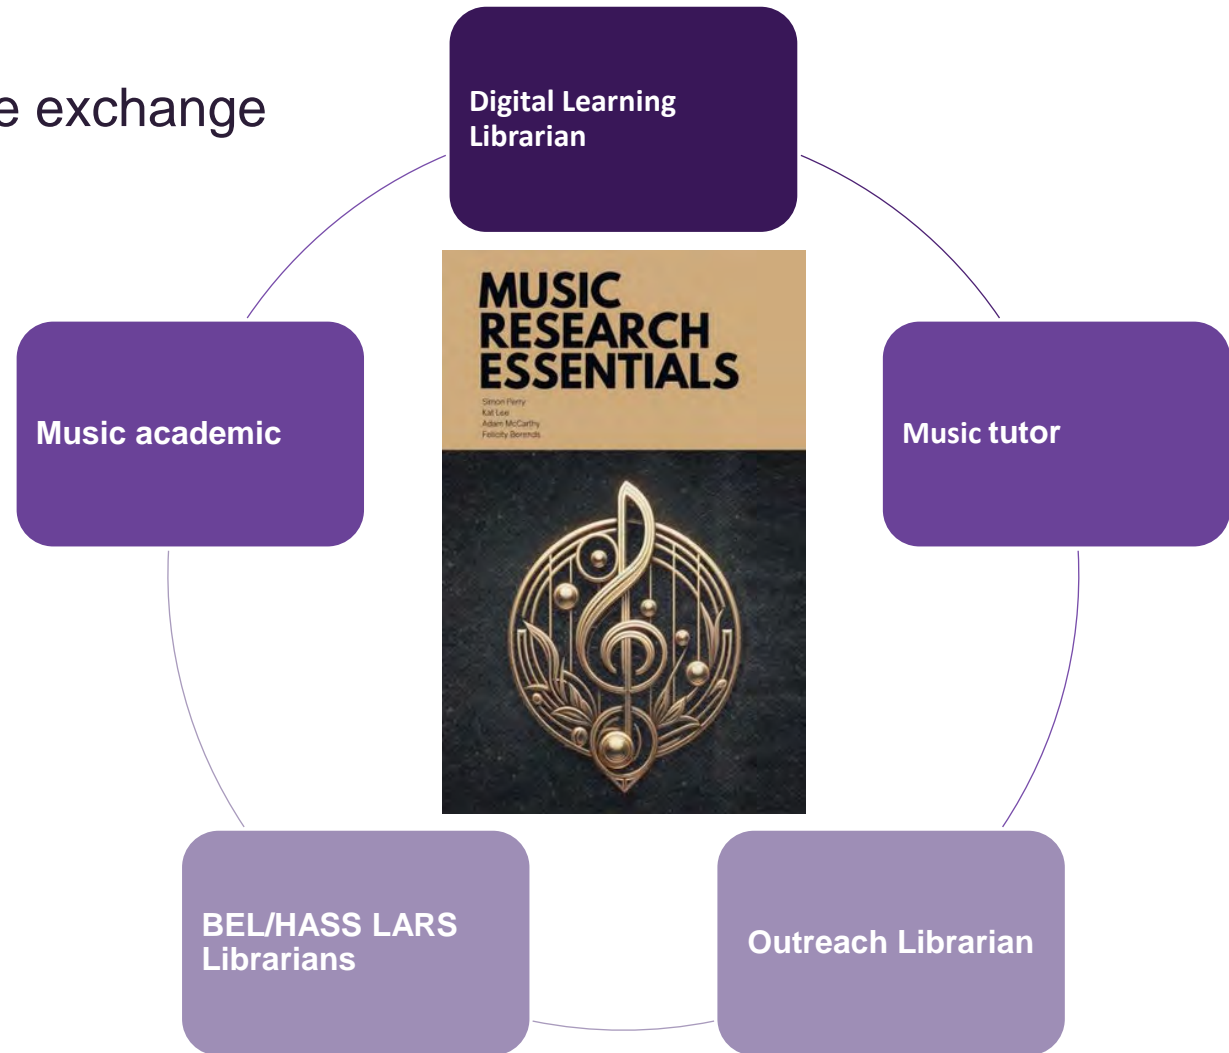 e exchange
Digital Learning
Librarian
MUSIC
RESEARCH
ESSENTIALS
Simon Perry
Kat Lee
Adam McCarthy
Felicity Berends
Music academic
Music tutor
BEL/HASS LARS
Librarians
Outreach Librarian